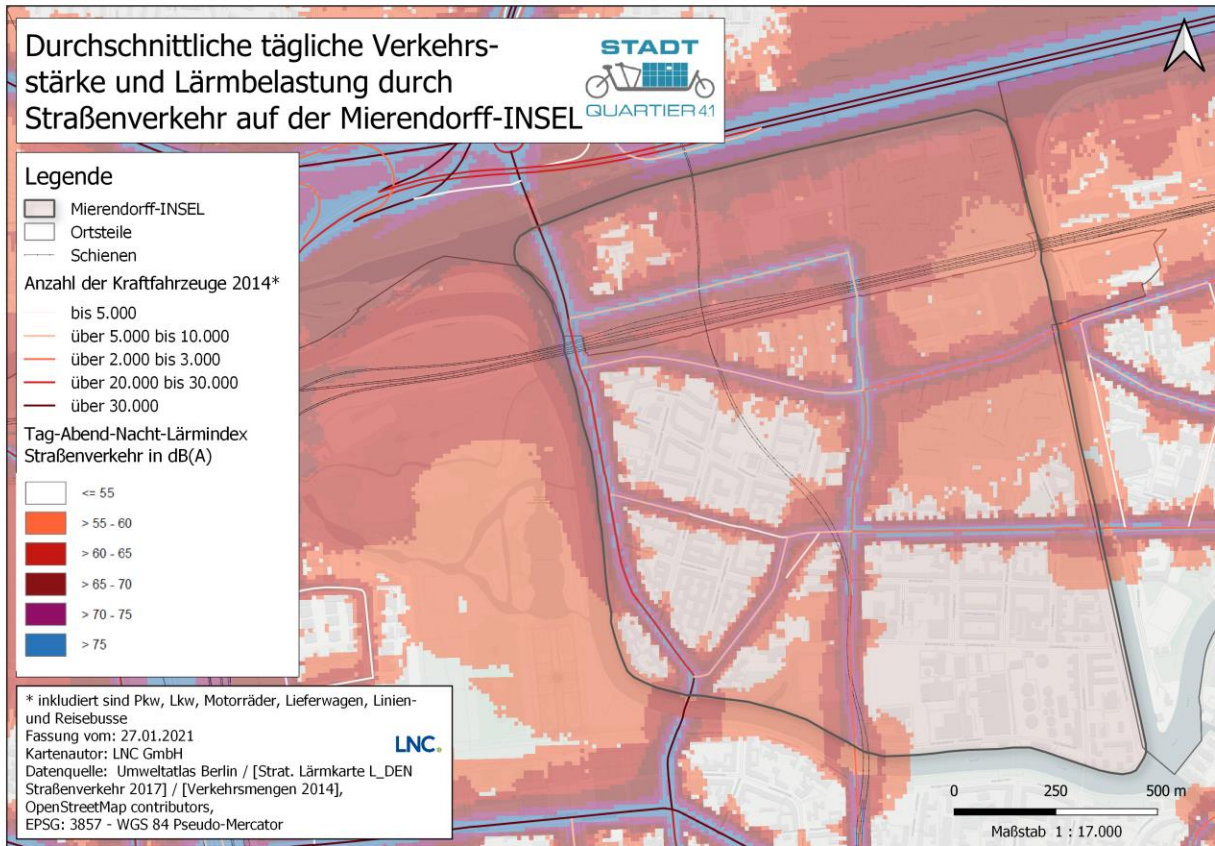 Durchschnittliche tägliche Verkehrs-
stärke und Lärmbelastung durch
Straßenverkehr auf der Mierendorff-INSEL
STADT
QUARTIER 4.1
Legende
Mierendorff-INSEL
Ortsteile
Schienen
Anzahl der Kraftfahrzeuge 2014*
bis 5.000
über 5.000 bis 10.000
über 2.000 bis 3.000
über 20.000 bis 30.000
über 30.000
Tag-Abend-Nacht-Lärmindex
Straßenverkehr in dB(A)
<= 55
> 55 - 60
> 60 - 65
> 65 - 70
> 70 - 75
> 75
* inkludiert sind Pkw, Lkw, Motorräder, Lieferwagen, Linien-
und Reisebusse
Fassung vom: 27.01.2021
Kartenautor: LNC GmbH
LNC.
Datenquelle: Umweltatlas Berlin / [Strat. Lärmkarte L_DEN
Straßenverkehr 2017] / [Verkehrsmengen 2014],
OpenStreetMap contributors,
EPSG: 3857 - WGS 84 Pseudo-Mercator
0 250 500 m
Maßstab 1 : 17.000